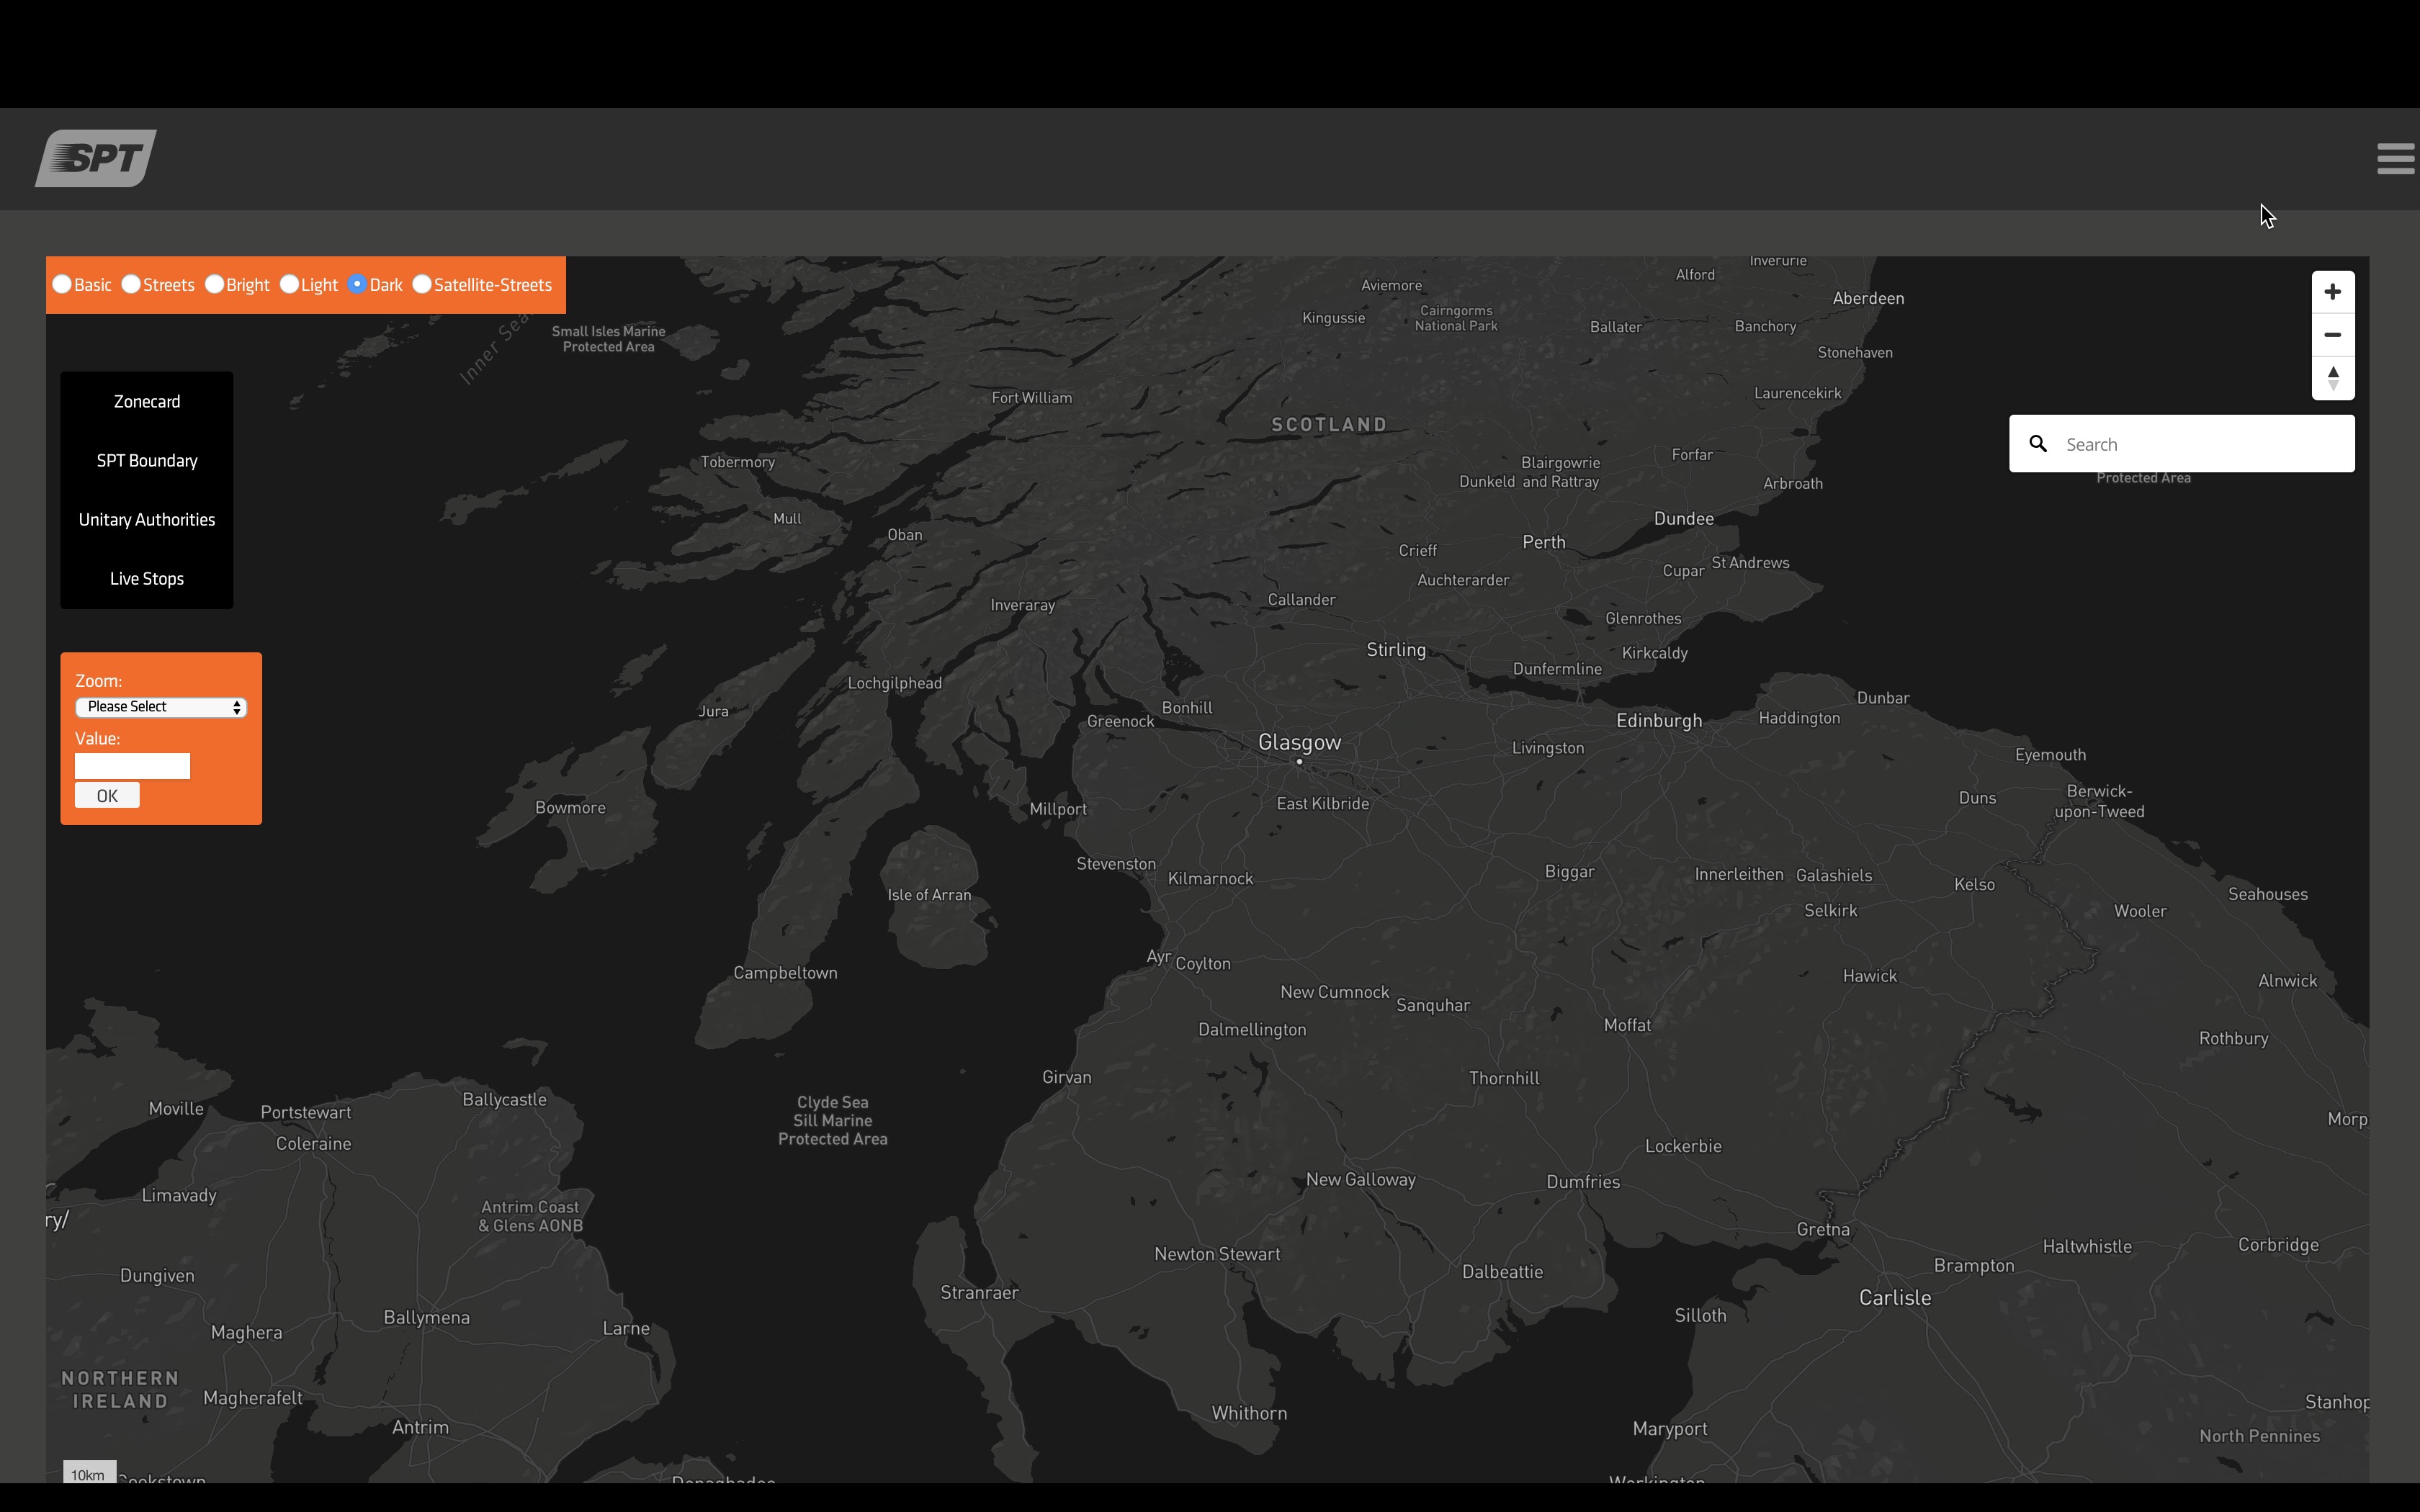 SPT
Basic Streets Bright Light Dark Satellite-Streets
Zonecard
SPT Boundary
Unitary Authorities
Live Stops
Zoom:
Please Select
Value:
OK
Search
Protected Area
Inner Sea
Small Isles Marine
Protected Area
Inverurie
Alford
Aviemore
Aberdeen
Cairngorms
National Park
Kingussie
Ballater
Banchory
Stonehaven
Laurencekirk
Fort William
SCOTLAND
Tobermory
Blairgowrie
and Rattray
Forfar
Dunkeld
Arbroath
Mull
Dundee
Oban
Perth
Crieff
St Andrews
Cupar
Auchterarder
Callander
Inveraray
Glenrothes
Stirling
Kirkcaldy
Dunfermline
Lochgilphead
Dunbar
Jura
Bonhill
Greenock
Edinburgh
Haddington
Glasgow
Livingston
Eyemouth
Berwick-
upon-Tweed
Duns
Bowmore
Millport
East Kilbride
Stevenston
Kilmarnock
Biggar
Innerleithen
Galashiels
Kelso
Isle of Arran
Seahouses
Selkirk
Wooler
Ayr
Coylton
Campbeltown
Hawick
Alnwick
New Cumnock
Sanquhar
Dalmellington
Moffat
Rothbury
Girvan
Thornhill
Ballycastle
Moville
Portstewart
Clyde Sea
Sill Marine
Protected Area
Morp
Coleraine
Lockerbie
Limavady
New Galloway
Dumfries
ry/
Antrim Coast
& Glens AONB
Gretna
Newton Stewart
Haltwhistle
Corbridge
Brampton
Dungiven
Dalbeattie
Stranraer
Carlisle
Silloth
Ballymena
Larne
Maghera
NORTHERN
IRELAND
Magherafelt
Whithorn
Stanhop
Antrim
Maryport
North Pennines
10km
Cookstown
Donaghadee
Workington